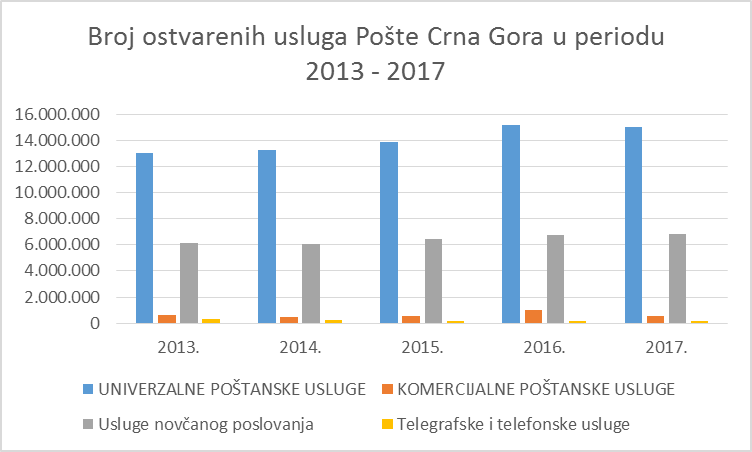 Broj ostvarenih usluga Pošte Crna Gora u periodu
2013 - 2017
16.000.000
14.000.000
12.000.000
10.000.000
8.000.000
6.000.000
4.000.000
2.000.000
0
2013. 2014. 2015. 2016. 2017.
UNIVERZALNE POŠTANSKE USLUGE KOMERCIJALNE POŠTANSKE USLUGE
Usluge novčanog poslovanja Telegrafske i telefonske usluge